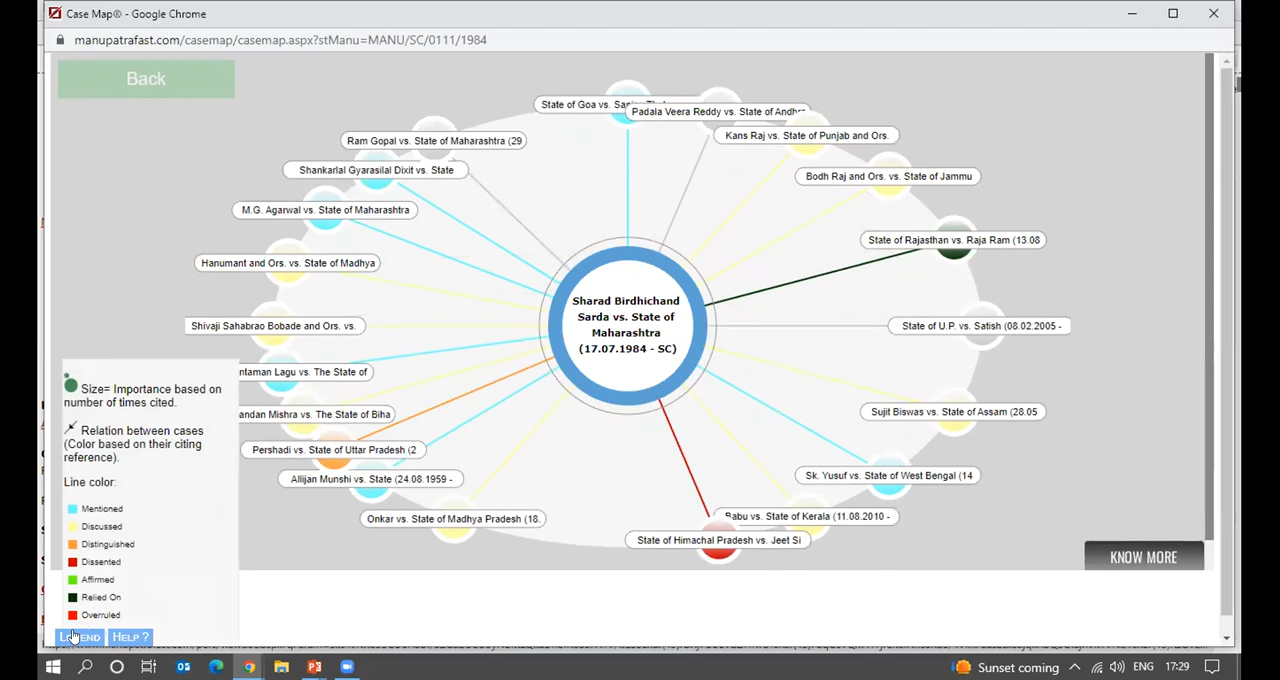 Case Map® - Google Chrome
manupatrafast.com/casemap/casemap.aspx?stManu=MANU/SC/0111/1984
Back
State of Goa vs. Sanjay
Padala Veera Reddy vs. State of Andhr
Ram Gopal vs. State of Maharashtra (29
Kans Raj vs. State of Punjab and Ors.
Shankarlal Gyarasilal Dixit vs. State
Bodh Raj and Ors. vs. State of Jammu
M.G. Agarwal vs. State of Maharashtra
State of Rajasthan vs. Raja Ram (13.08
Hanumant and Ors. vs. State of Madhya
Sharad Birdhichand
Sarda vs. State of
Maharashtra
(17.07.1984 - SC)
Shivaji Sahabrao Bobade and Ors. vs.
State of U.P. vs. Satish (08.02.2005 -
ntaman Lagu vs. The State of
andan Mishra vs. The State of Biha
Sujit Biswas vs. State of Assam (28.05
Pershadi vs. State of Uttar Pradesh (2
Allijan Munshi vs. State (24.08.1959 -
Sk. Yusuf vs. State of West Bengal (14
Onkar vs. State of Madhya Pradesh (18.
Babu vs. State of Kerala (11.08.2010 -
State of Himachal Pradesh vs. Jeet Si
Size= Importance based on
number of times cited.
Relation between cases
(Color based on their citing
reference).
Line color:
Mentioned
Discussed
Distinguished
Dissented
Affirmed
Relied On
Overruled
LEGEND HELP ?
KNOW MORE
Sunset coming
ENG
17:29